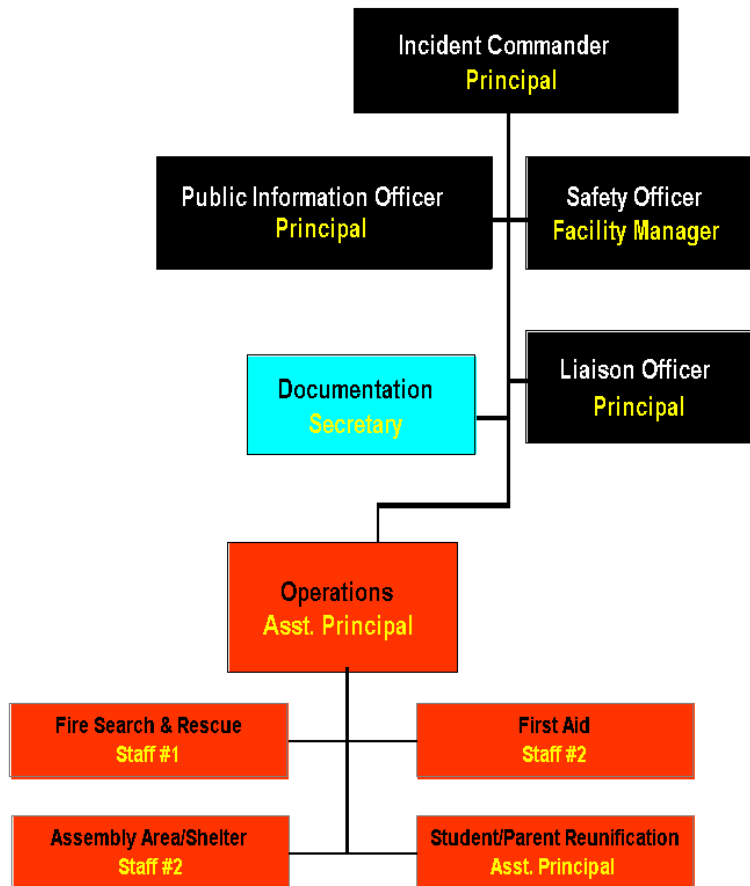 Incident Commander
Principal
Public Information Officer
Principal
Safety Officer
Facility Manager
Documentation
Secretary
Liaison Officer
Principal
Operations
Asst. Principal
Fire Search & Rescue
Staff #1
First Aid
Staff #2
Assembly Area/Shelter
Staff #2
Student/Parent Reunification
Asst. Principal